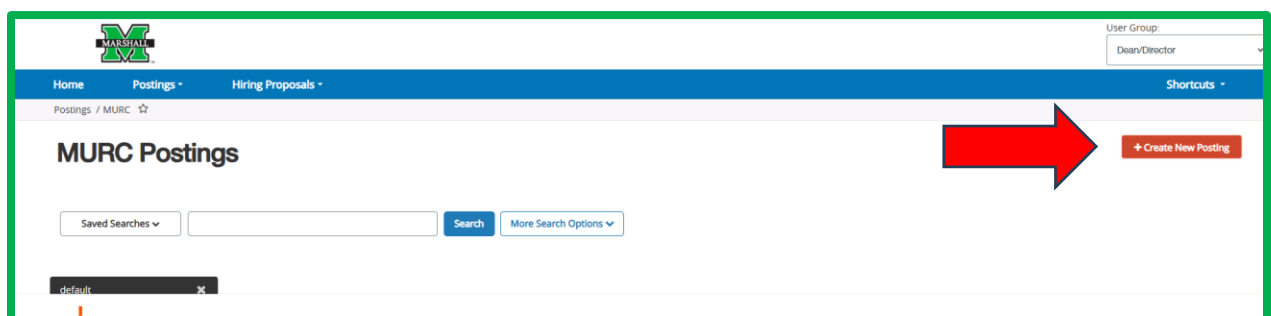 MARSHALL
User Group:
Dean/Director
Home Postings Hiring Proposals Shortcuts
Postings / MURC
MURC Postings
+ Create New Posting
Saved Searches Search More Search Options
default